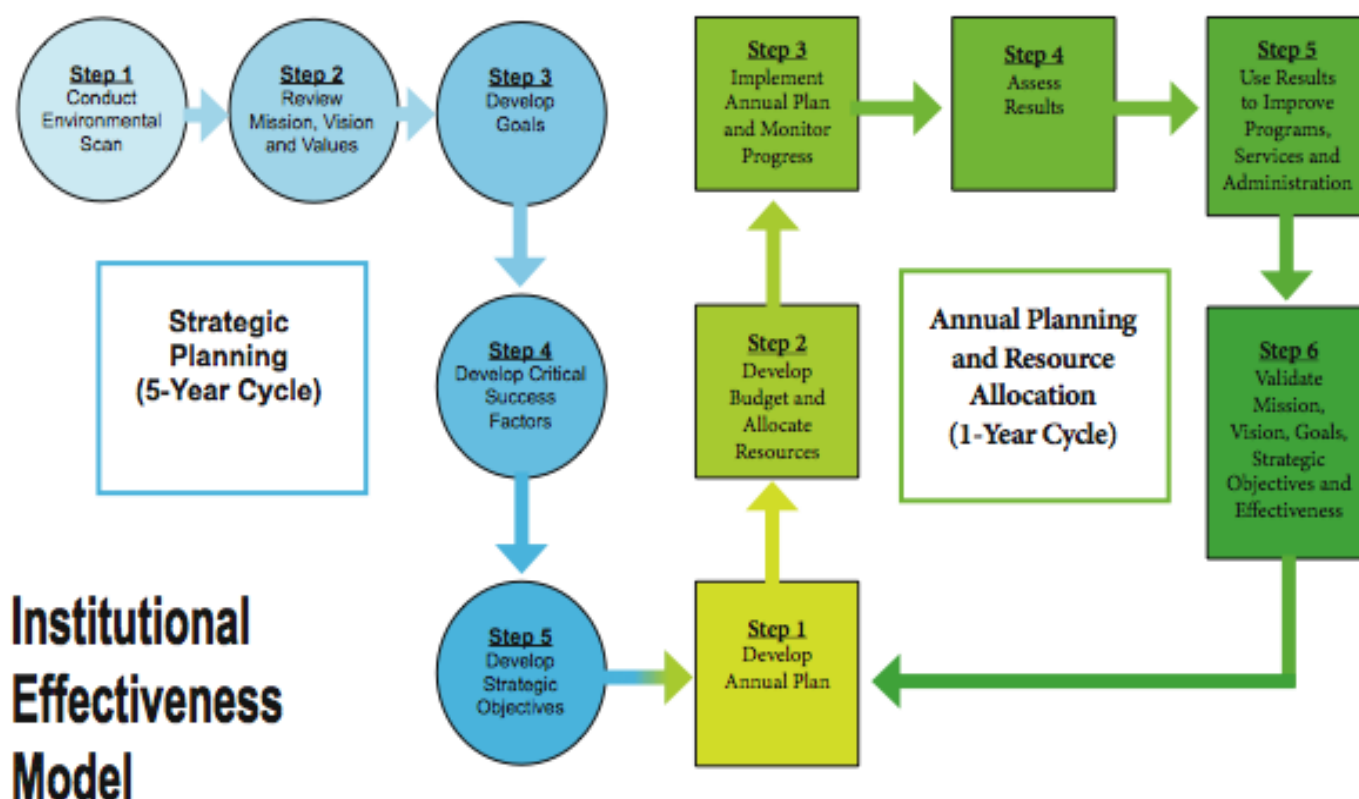 Step 1
Conduct
Environmental
Scan
Step 2
Review
Mission, Vision
and Values
Step 3
Develop
Goals
Strategic
Planning
(5-Year Cycle)
Step 4
Develop Critical
Success
Factors
Step 5
Develop
Strategic
Objectives
Step 1
Develop
Annual Plan
Step 2
Develop
Budget and
Allocate
Resources
Step 3
Implement
Annual Plan
and Monitor
Progress
Step 4
Assess
Results
Step 5
Use Results
to Improve
Programs,
Services and
Administration
Annual Planning
and Resource
Allocation
(1-Year Cycle)
Step 6
Validate
Mission,
Vision, Goals,
Strategic
Objectives and
Effectiveness
Institutional
Effectiveness
Model